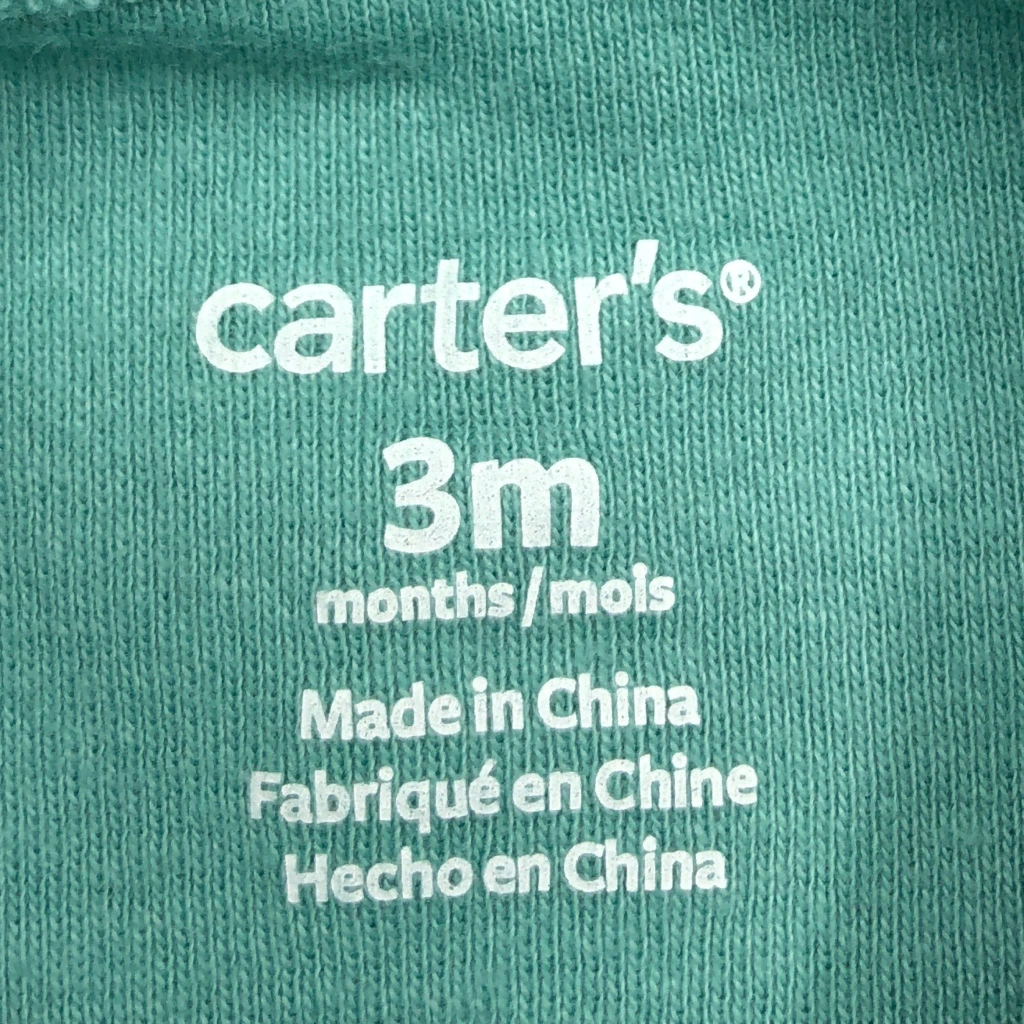 carter's®
3m
months/mois
Made in China
Fabriqué en Chine
Hecho en China